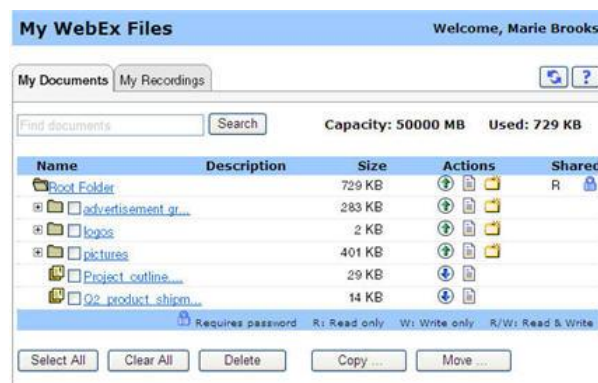 My WebEx Files Welcome, Marie Brooks
My Documents My Recordings ?
Find documents Search Capacity: 50000 MB Used: 729 KB
Name Description Size Actions Shared
Root Folder 729 KB R
advertisement gr... 283 KB
logos 2 KB
pictures 401 KB
Project outline.... 29 KB
Q2 product shipm... 14 KB
Requires password R: Read only W: Write only R/W: Read & Write
Select All Clear All Delete Copy ... Move ...